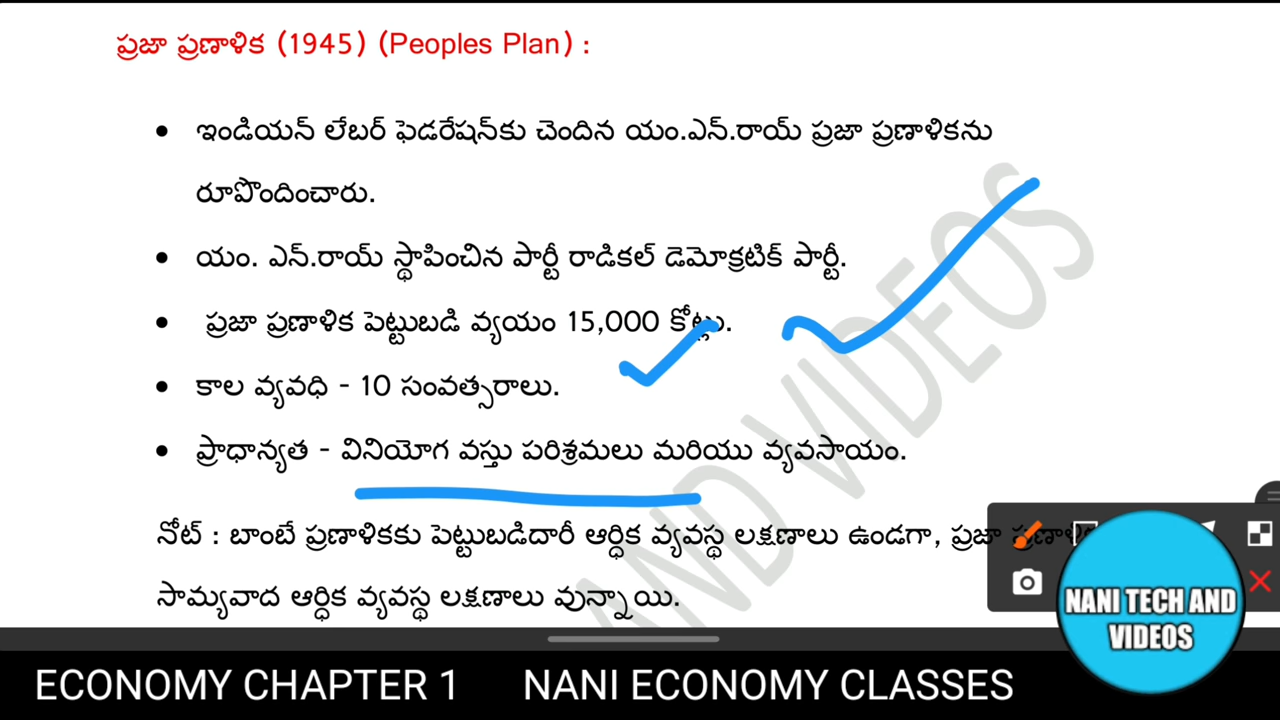 ప్రజా ప్రణాళిక (1945) (Peoples Plan) :
• ఇండియన్ లేబర్ ఫెడరేషన్‌కు చెందిన యం.ఎన్.రాయ్ ప్రజా ప్రణాళికను
రూపొందించారు.
• యం. ఎన్.రాయ్ స్థాపించిన పార్టీ రాడికల్ డెమోక్రటిక్ పార్టీ.
• ప్రజా ప్రణాళిక పెట్టుబడి వ్యయం 15,000 కోట్లు.
• కాల వ్యవధి - 10 సంవత్సరాలు.
• ప్రాధాన్యత - వినియోగ వస్తు పరిశ్రమలు మరియు వ్యవసాయం.
నోట్ : బాంబే ప్రణాళికకు పెట్టుబడిదారీ ఆర్ధిక వ్యవస్థ లక్షణాలు ఉండగా, ప్రజా
సామ్యవాద ఆర్ధిక వ్యవస్థ లక్షణాలు వున్నాయి.
AND VIDEOS
NANI TECH AND
VIDEOS
ECONOMY CHAPTER 1 NANI ECONOMY CLASSES